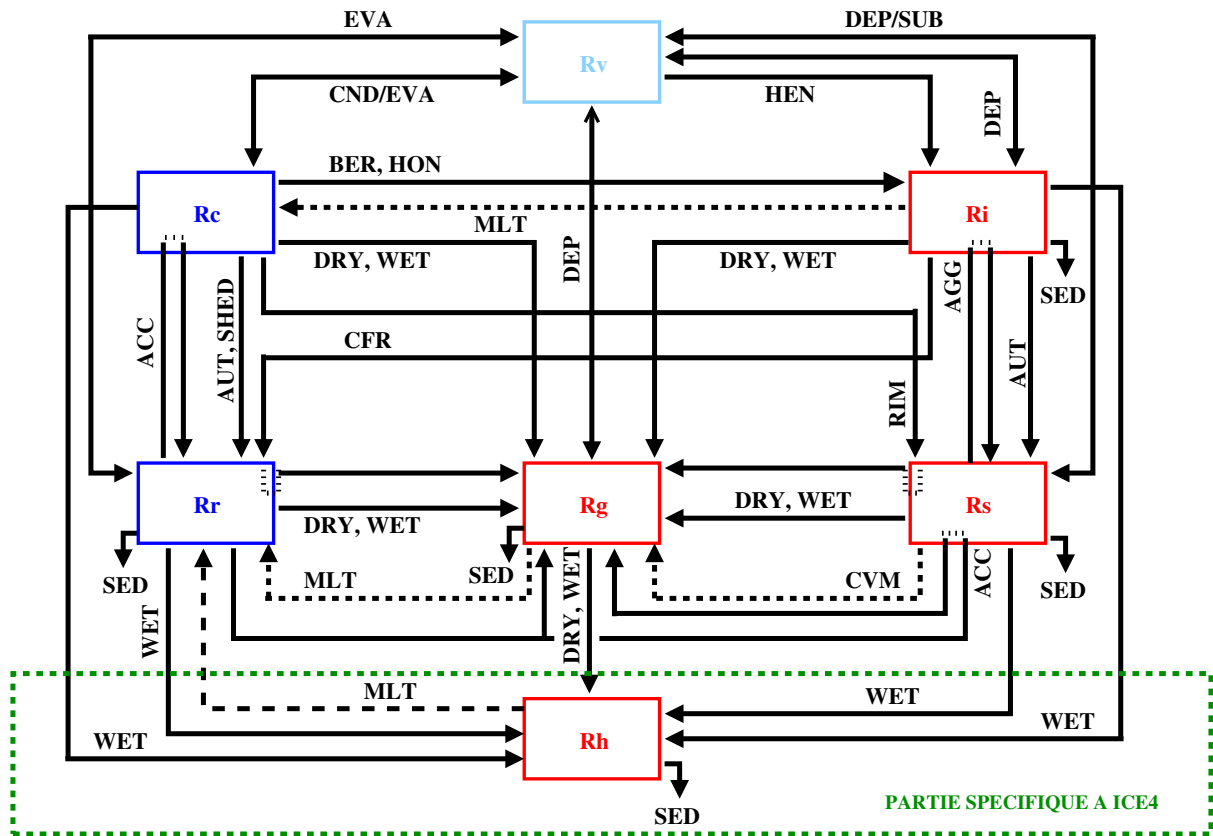 EVA
DEP/SUB
Rv
CND/EVA
HEN
DEP
BER, HON
Rc
Ri
MLT
DRY, WET
DEP
DRY, WET
AGG
SED
ACC
AUT, SHED
CFR
AUT
RIM
Rr
Rg
Rs
DRY, WET
DRY, WET
SED
MLT
SED
DRY, WET
CVM
ACC
SED
WET
MLT
WET
WET
Rh
WET
SED
PARTIE SPECIFIQUE A ICE4